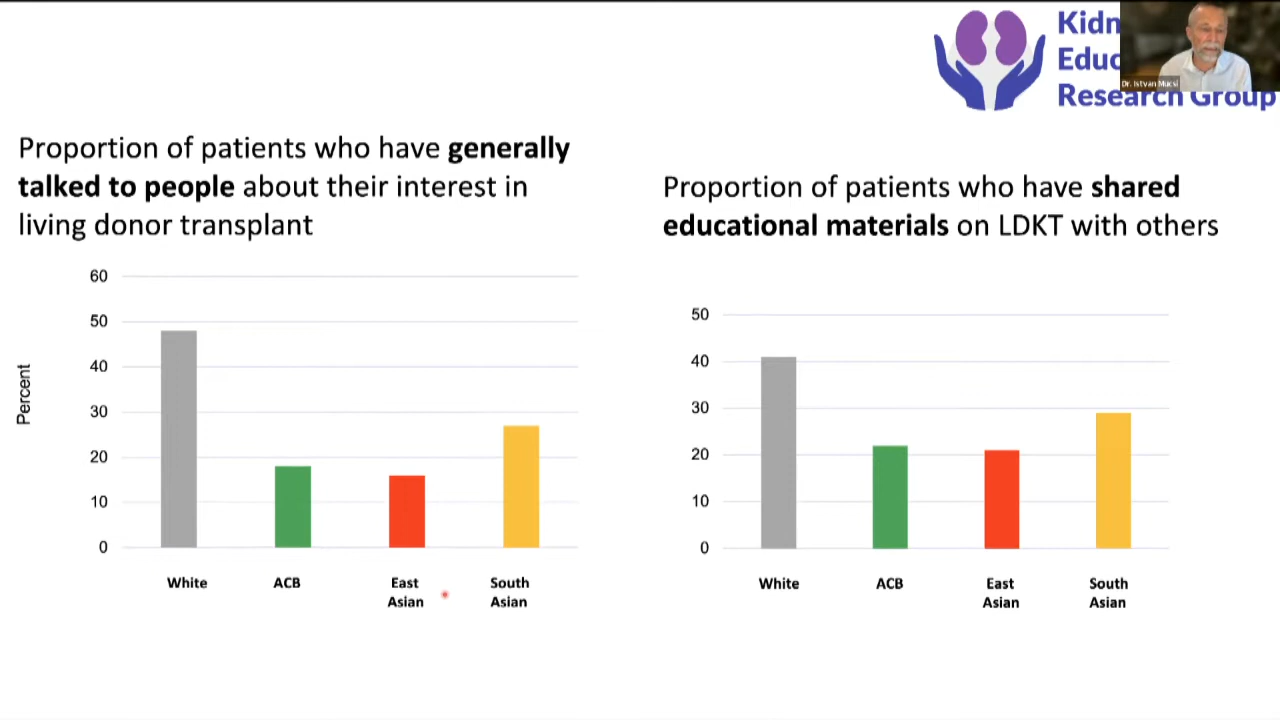 Kidn
Educ
Research Group
Dr. Istvan Mucsi
Proportion of patients who have generally
talked to people about their interest in
living donor transplant
60
50
40
30
20
10
0
Percent
White
ACB
East
Asian
South
Asian
Proportion of patients who have shared
educational materials on LDKT with others
50
40
30
20
10
0
White
ACB
East
Asian
South
Asian